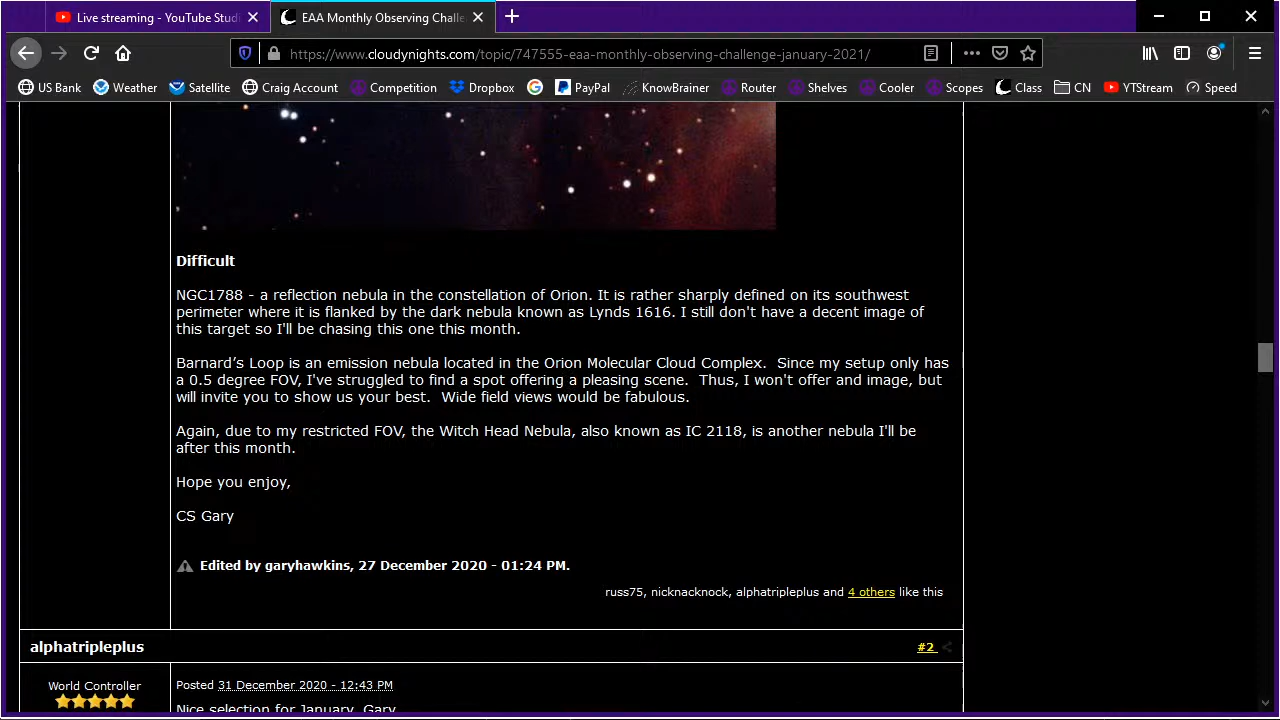 Live streaming - YouTube Studi
EAA Monthly Observing Challe
https://www.cloudynights.com/topic/747555-eaa-monthly-observing-challenge-january-2021/
US Bank Weather Satellite Craig Account Competition Dropbox PayPal KnowBrainer Router Shelves Cooler Scopes Class CN YTStream Speed
Difficult
NGC1788 - a reflection nebula in the constellation of Orion. It is rather sharply defined on its southwest
perimeter where it is flanked by the dark nebula known as Lynds 1616. I still don't have a decent image of
this target so I'll be chasing this one this month.
Barnard’s Loop is an emission nebula located in the Orion Molecular Cloud Complex.  Since my setup only has
a 0.5 degree FOV, I've struggled to find a spot offering a pleasing scene.  Thus, I won't offer and image, but
will invite you to show us your best.  Wide field views would be fabulous.
Again, due to my restricted FOV, the Witch Head Nebula, also known as IC 2118, is another nebula I'll be
after this month.
Hope you enjoy,
CS Gary
Edited by garyhawkins, 27 December 2020 - 01:24 PM.
russ75, nicknacknock, alphatripleplus and 4 others like this
alphatripleplus
#2
World Controller
Posted 31 December 2020 - 12:43 PM
Nice selection for January, Gary